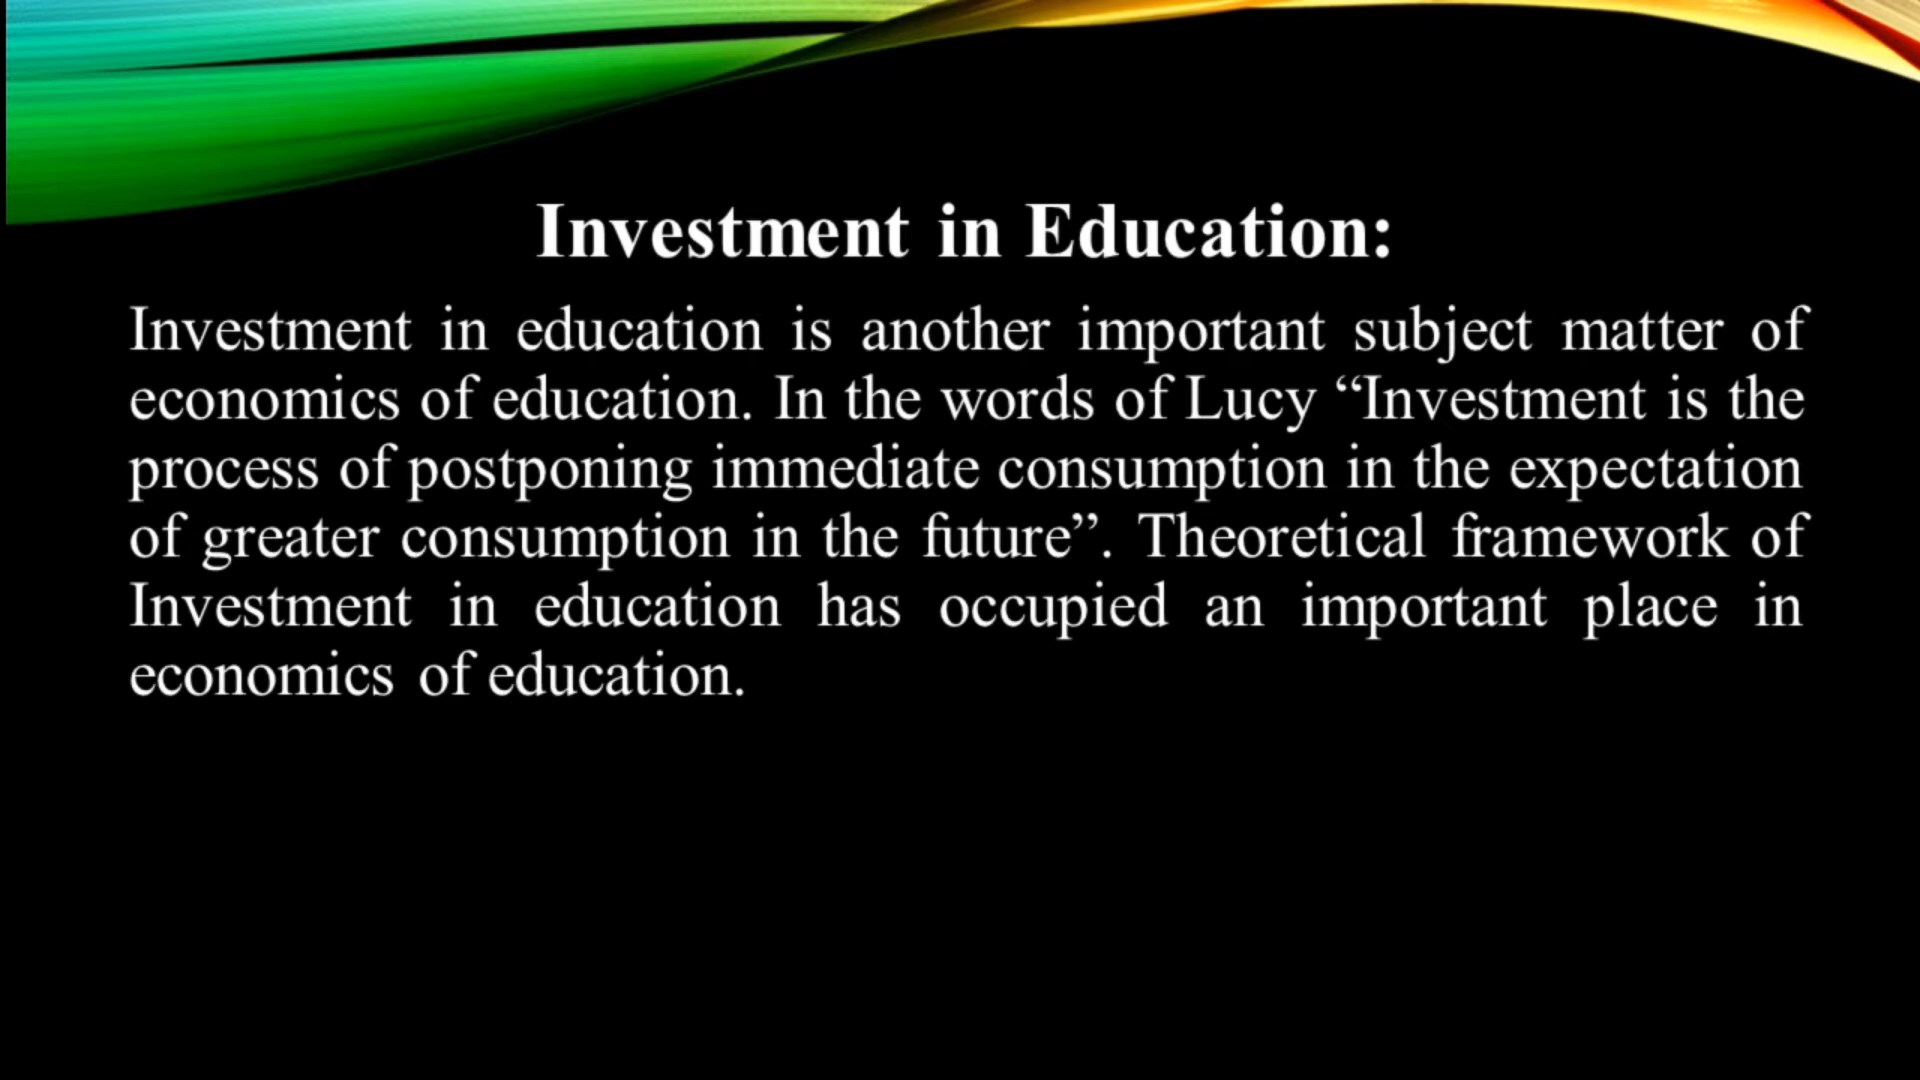 Investment in Education:
Investment in education is another important subject matter of
economics of education. In the words of Lucy “Investment is the
process of postponing immediate consumption in the expectation
of greater consumption in the future”. Theoretical framework of
Investment in education has occupied an important place in
economics of education.